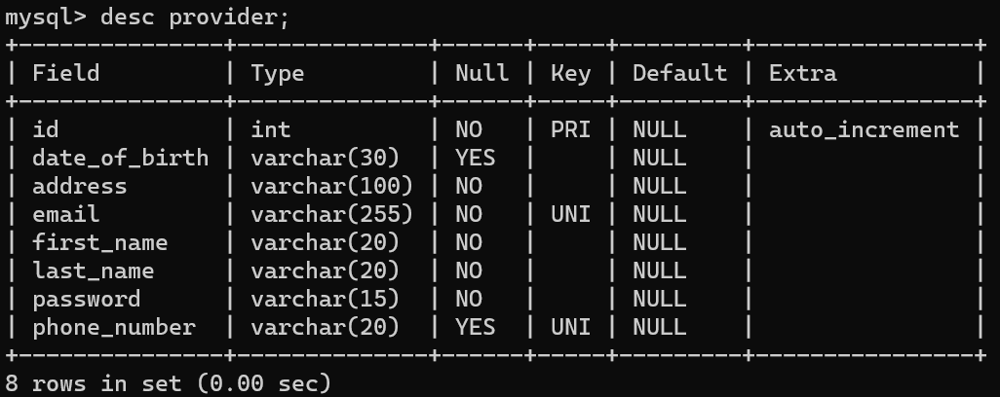 mysql> desc provider;
+---------------+--------------+------+-----+---------+----------------+
| Field         | Type         | Null | Key | Default | Extra          |
+---------------+--------------+------+-----+---------+----------------+
| id            | int          | NO   | PRI | NULL    | auto_increment |
| date_of_birth | varchar(30)  | YES  |     | NULL    |                |
| address       | varchar(100) | NO   |     | NULL    |                |
| email         | varchar(255) | NO   | UNI | NULL    |                |
| first_name    | varchar(20)  | NO   |     | NULL    |                |
| last_name     | varchar(20)  | NO   |     | NULL    |                |
| password      | varchar(15)  | NO   |     | NULL    |                |
| phone_number  | varchar(20)  | YES  | UNI | NULL    |                |
+---------------+--------------+------+-----+---------+----------------+
8 rows in set (0.00 sec)